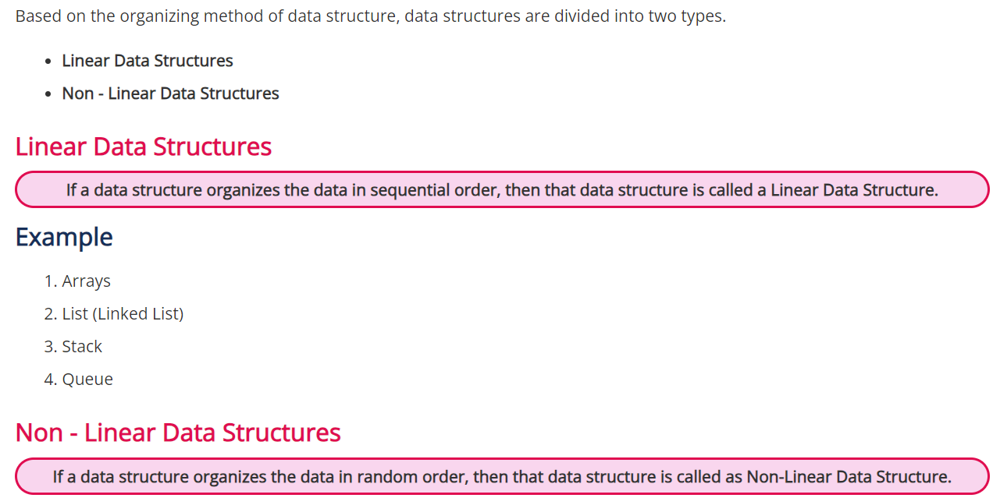 Based on the organizing method of data structure, data structures are divided into two types.
• Linear Data Structures
• Non - Linear Data Structures
Linear Data Structures
If a data structure organizes the data in sequential order, then that data structure is called a Linear Data Structure.
Example
1. Arrays
2. List (Linked List)
3. Stack
4. Queue
Non - Linear Data Structures
If a data structure organizes the data in random order, then that data structure is called as Non-Linear Data Structure.